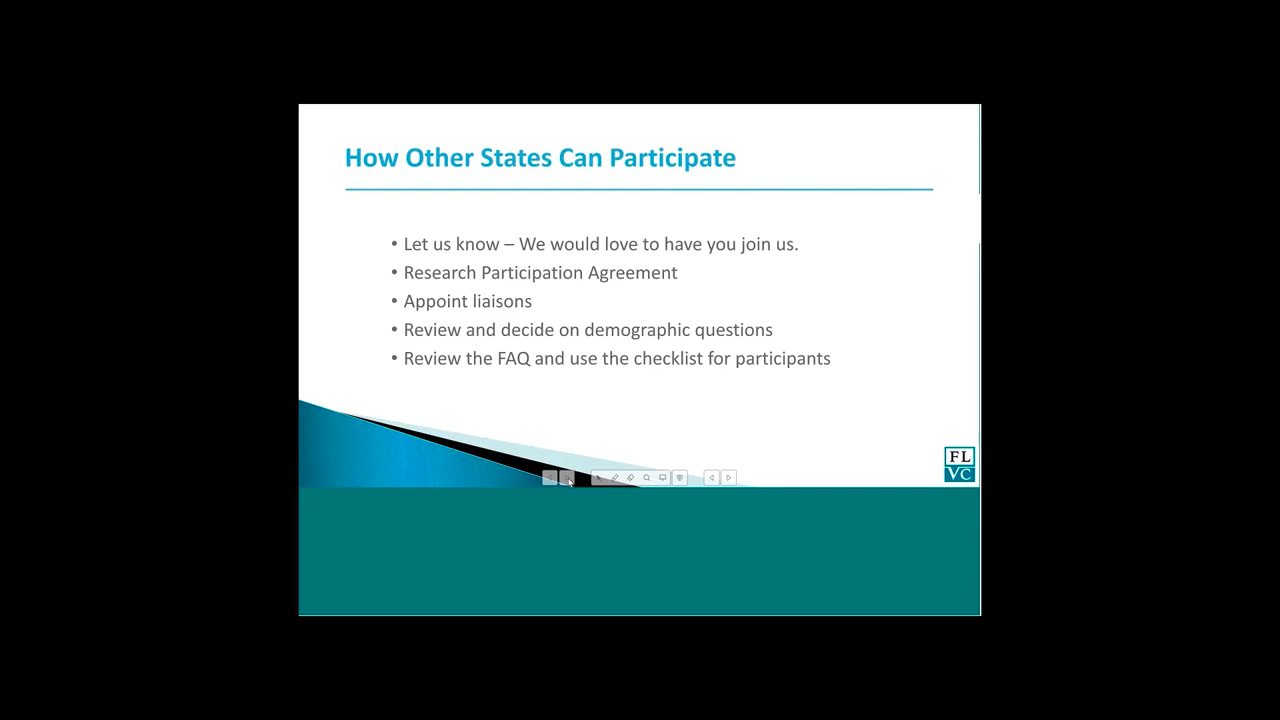 How Other States Can Participate
• Let us know – We would love to have you join us.
• Research Participation Agreement
• Appoint liaisons
• Review and decide on demographic questions
• Review the FAQ and use the checklist for participants
FL
VC